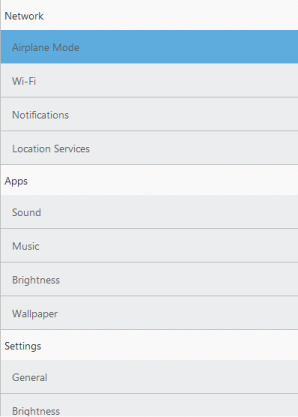 Network
Airplane Mode
Wi-Fi
Notifications
Location Services
Apps
Sound
Music
Brightness
Wallpaper
Settings
General
Brightness